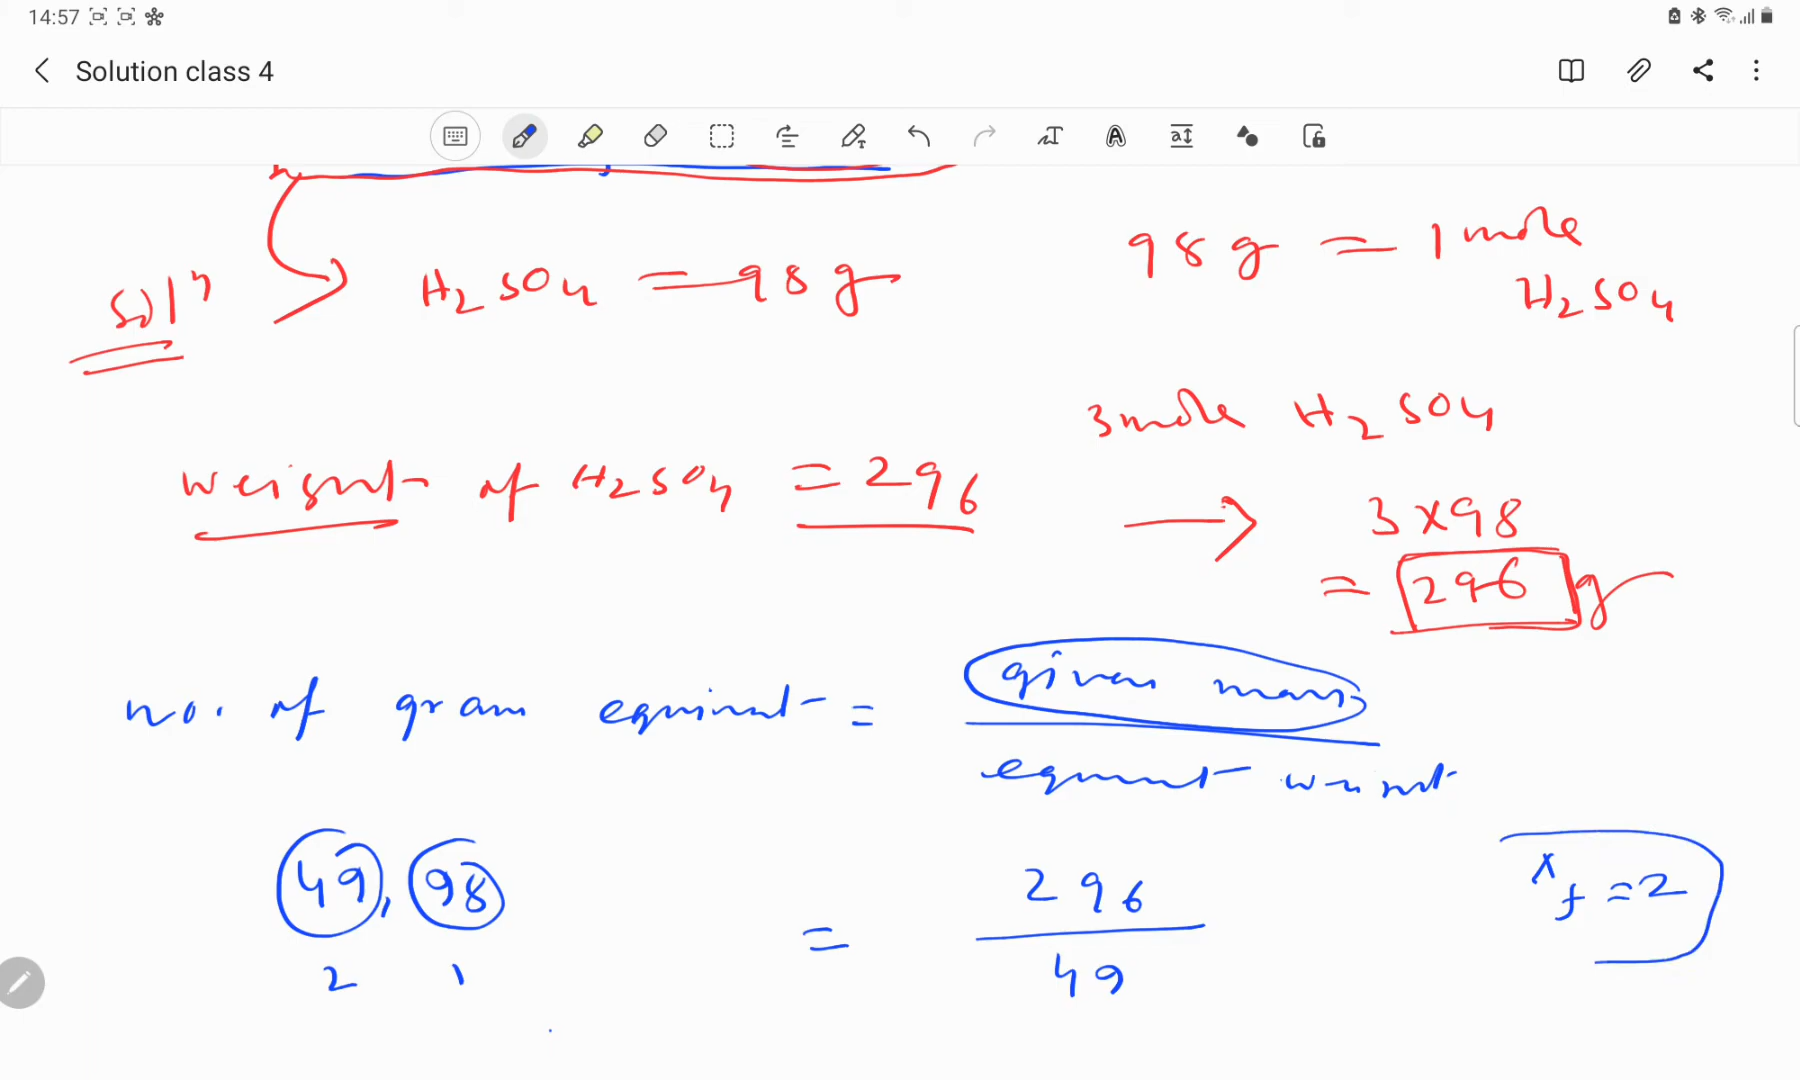 14:57
Solution class 4
98 g = 1 mole
H2SO4
Solⁿ H2SO4 = 98 g
3 mole H2SO4
weight of H2SO4 = 296
3 x 98
= 296 g
no. of gram equivalent = given mass
equivalent weight
49, 98
2 1
= 296
49
xf = 2